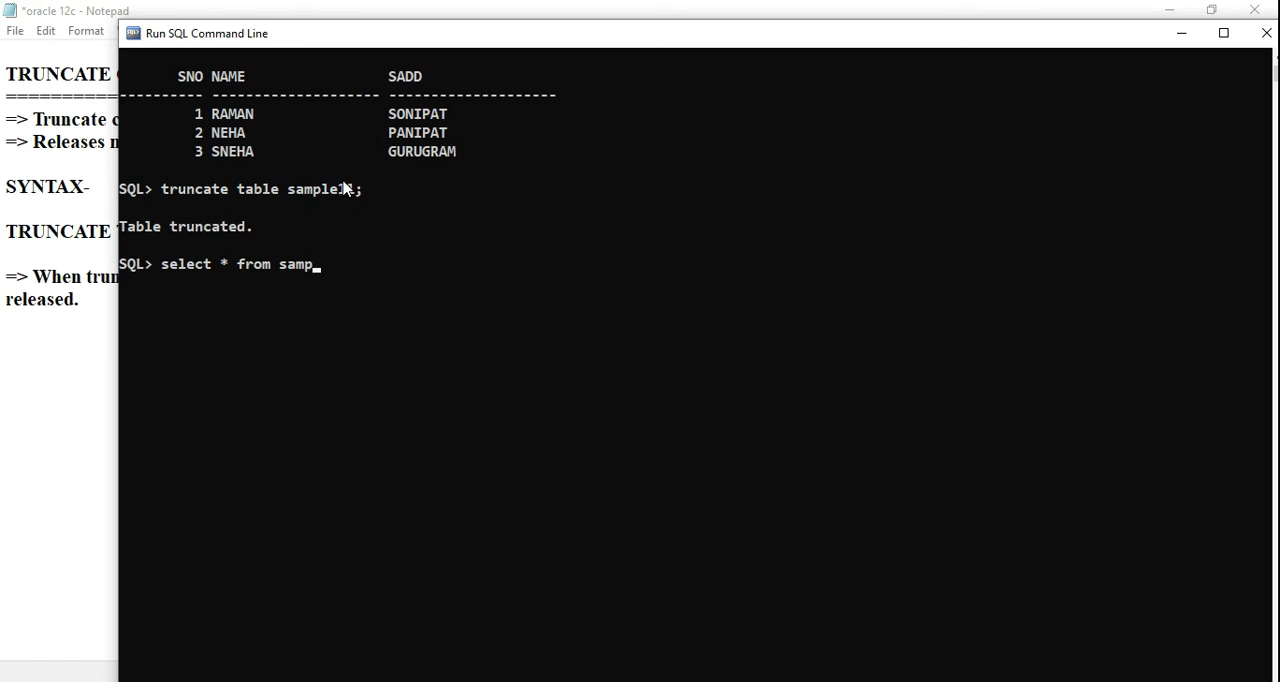 *oracle 12c - Notepad
File Edit Format
Run SQL Command Line
TRUNCATE
============
=> Truncate
=> Releases
SYNTAX-
TRUNCATE
=> When
released.
SNO NAME SADD
---------- -------------------- --------------------
1 RAMAN SONIPAT
2 NEHA PANIPAT
3 SNEHA GURUGRAM
SQL> truncate table
Table truncated.
SQL> select * from samp_